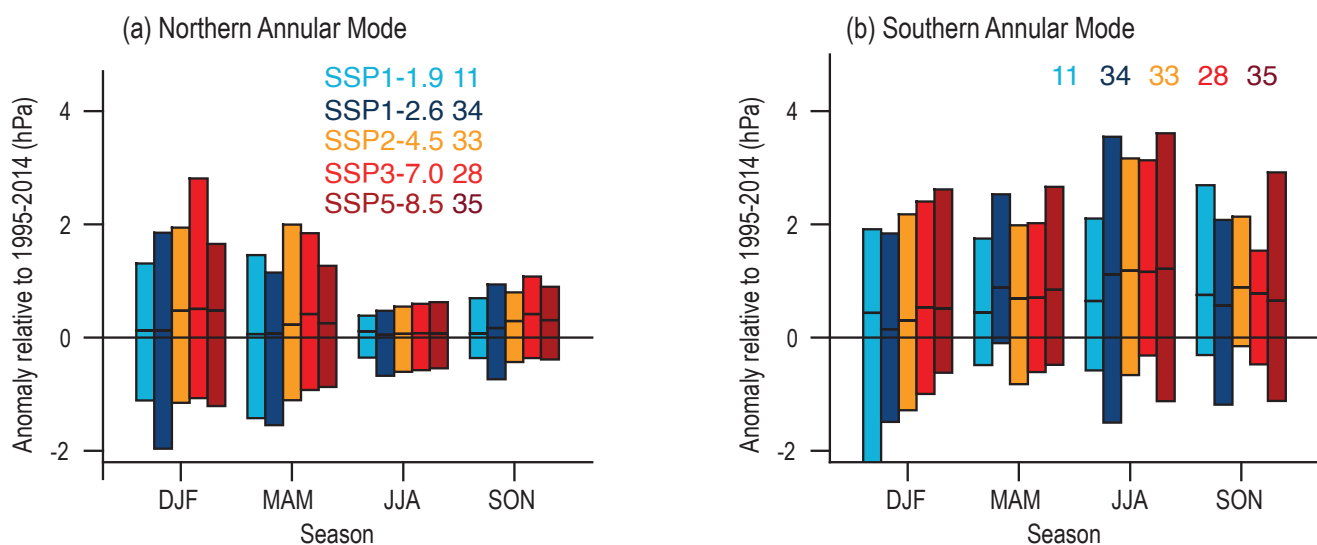 (a) Northern Annular Mode
SSP1-1.9 11
SSP1-2.6 34
SSP2-4.5 33
SSP3-7.0 28
SSP5-8.5 35
Anomaly relative to 1995-2014 (hPa)
4
2
0
-2
DJF MAM JJA SON
Season
(b) Southern Annular Mode
11 34 33 28 35
Anomaly relative to 1995-2014 (hPa)
4
2
0
-2
DJF MAM JJA SON
Season